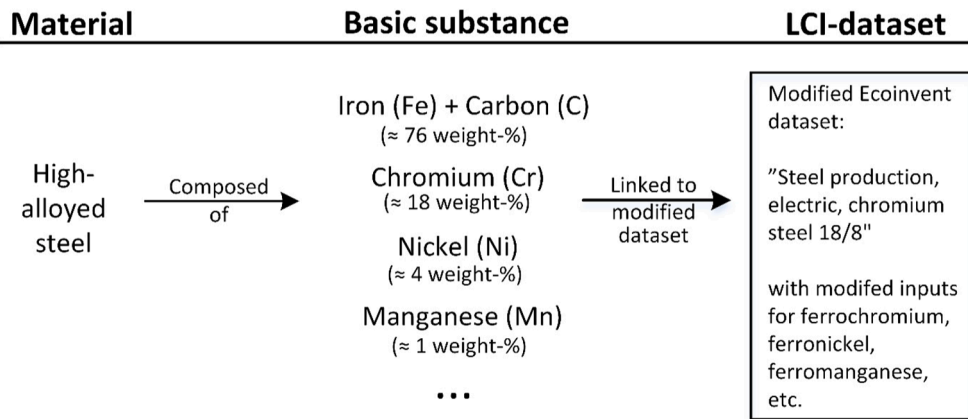 Material
Basic substance
LCI-dataset
High-
alloyed
steel
Composed
of
Iron (Fe) + Carbon (C)
(≈ 76 weight-%)
Chromium (Cr)
(≈ 18 weight-%)
Nickel (Ni)
(≈ 4 weight-%)
Manganese (Mn)
(≈ 1 weight-%)
...
Linked to
modified
dataset
Modified Ecoinvent
dataset:
”Steel production,
electric, chromium
steel 18/8"
with modifed inputs
for ferrochromium,
ferronickel,
ferromanganese,
etc.